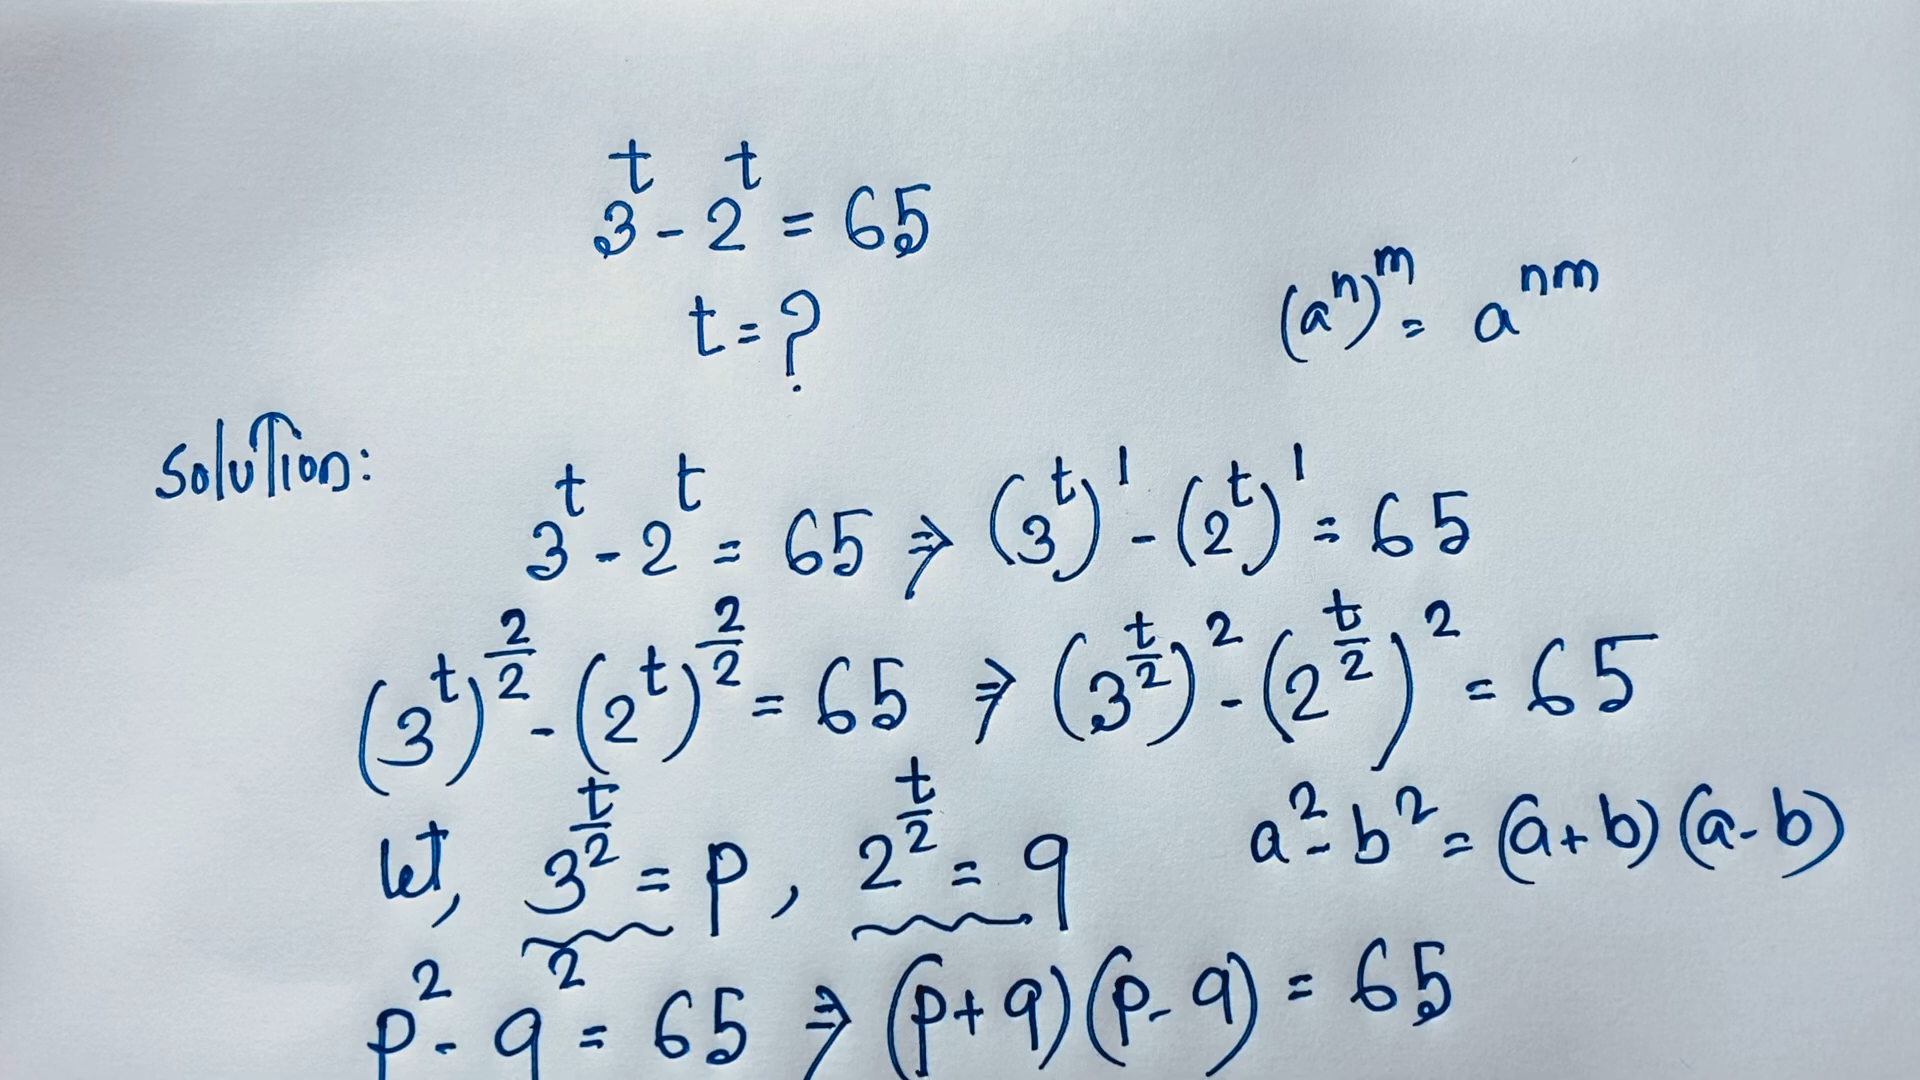 3^t - 2^t = 65
t = ?
(a^n)^m = a^nm
Solution:
3^t - 2^t = 65 ⇒ (3^t)^1 - (2^t)^1 = 65
(3^t)^(2/2) - (2^t)^(2/2) = 65 ⇒ (3^(t/2))^2 - (2^(t/2))^2 = 65
let, 3^(t/2) = p, 2^(t/2) = q
a^2 - b^2 = (a+b) (a-b)
p^2 - q^2 = 65 ⇒ (p+q) (p-q) = 65